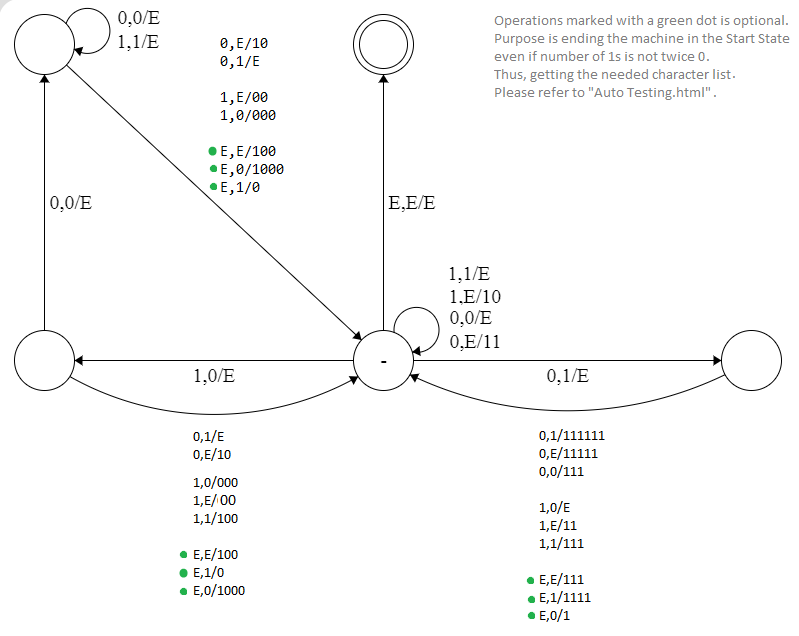 0,0/E
1,1/E
Operations marked with a green dot is optional.
Purpose is ending the machine in the Start State
even if number of 1s is not twice 0.
Thus, getting the needed character list.
Please refer to "Auto Testing.html".
0,E/10
0,1/E
1,E/00
1,0/000
E,E/100
E,0/1000
E,1/0
0,0/E
E,E/E
1,1/E
1,E/10
0,0/E
0,E/11
-
1,0/E
0,1/E
0,1/E
0,E/10
1,0/000
1,E/00
1,1/100
E,E/100
E,1/0
E,0/1000
0,1/111111
0,E/11111
0,0/111
1,0/E
1,E/11
1,1/111
E,E/111
E,1/1111
E,0/1